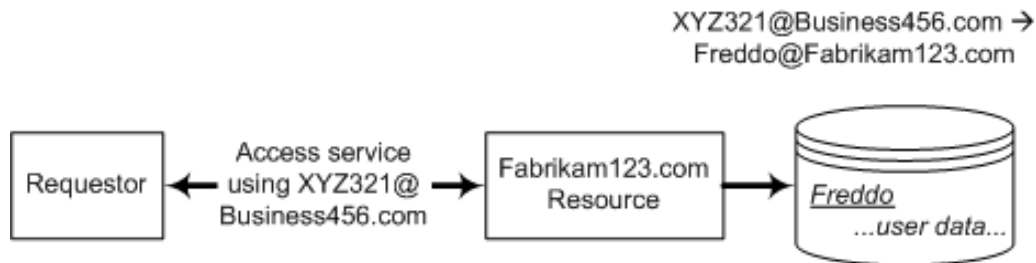 XYZ321@Business456.com →
Freddo@Fabrikam123.com
Requestor
Access service
using XYZ321@
Business456.com
Fabrikam123.com
Resource
Freddo
...user data...